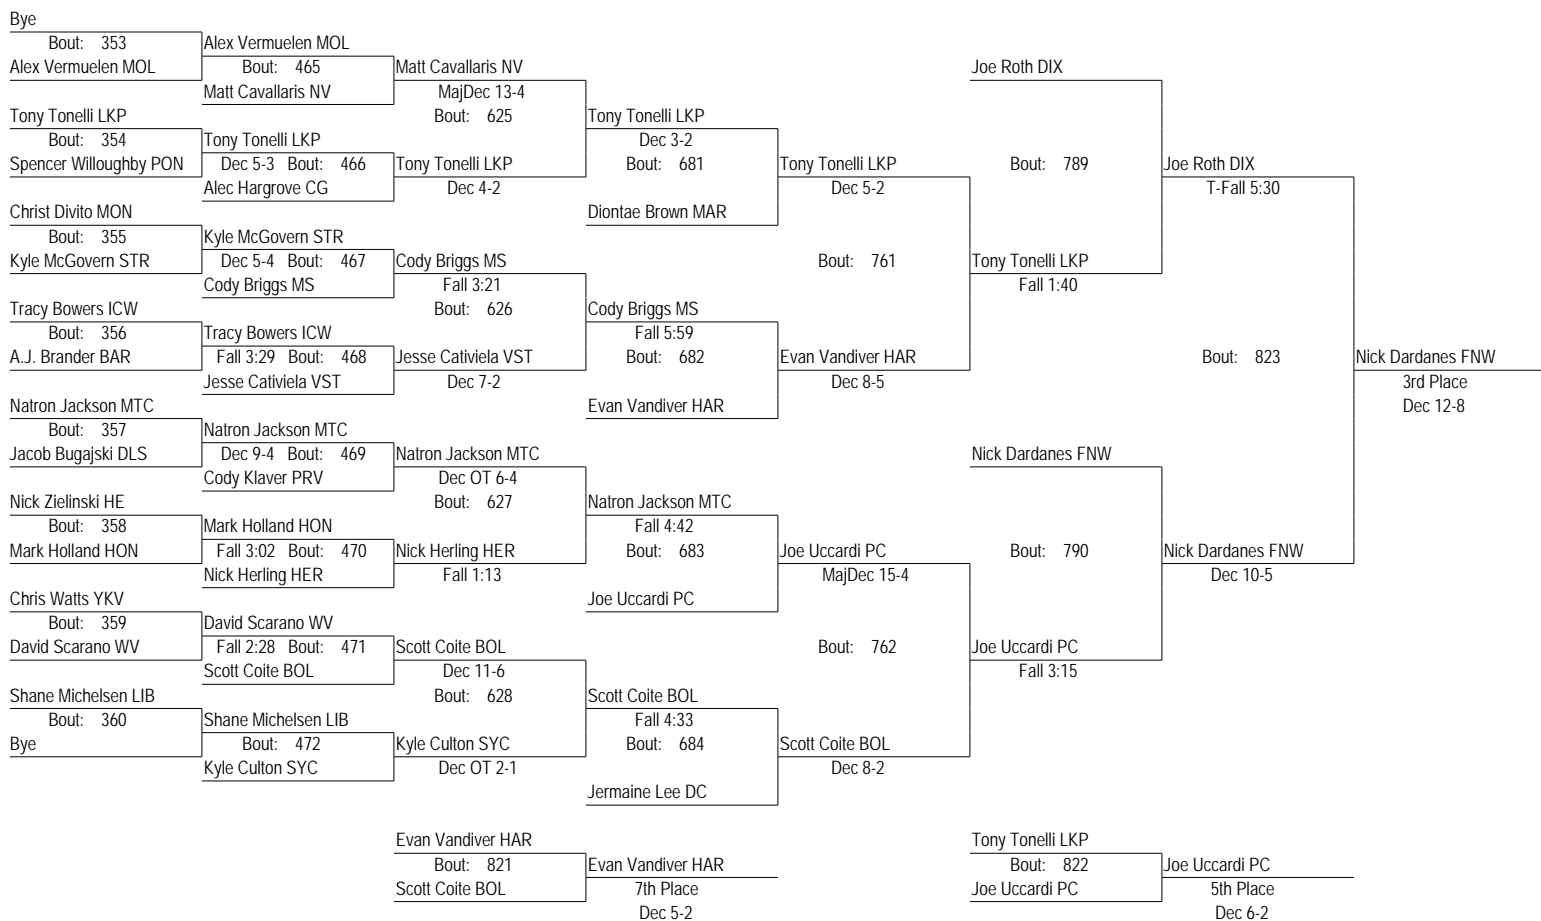 Bye
Bout: 353 Alex Vermuelen MOL
Alex Vermuelen MOL Bout: 465 Matt Cavallaris NV Joe Roth DIX
Matt Cavallaris NV MajDec 13-4
Tony Tonelli LKP Bout: 625 Tony Tonelli LKP
Bout: 354 Tony Tonelli LKP Dec 3-2
Spencer Willoughby PON Dec 5-3 Bout: 466 Tony Tonelli LKP Bout: 681 Tony Tonelli LKP Bout: 789 Joe Roth DIX
Alec Hargrove CG Dec 4-2 Dec 5-2 T-Fall 5:30
Christ Divito MON Diontae Brown MAR
Bout: 355 Kyle McGovern STR
Kyle McGovern STR Dec 5-4 Bout: 467 Cody Briggs MS Bout: 761 Tony Tonelli LKP
Cody Briggs MS Fall 3:21 Fall 1:40
Tracy Bowers ICW Bout: 626 Cody Briggs MS
Bout: 356 Tracy Bowers ICW Fall 5:59
A.J. Brander BAR Fall 3:29 Bout: 468 Jesse Cativiela VST Bout: 682 Evan Vandiver HAR Bout: 823 Nick Dardanes FNW
Jesse Cativiela VST Dec 7-2 Dec 8-5 3rd Place
Natron Jackson MTC Evan Vandiver HAR Dec 12-8
Bout: 357 Natron Jackson MTC
Jacob Bugajski DLS Dec 9-4 Bout: 469 Natron Jackson MTC Nick Dardanes FNW
Cody Klaver PRV Dec OT 6-4
Nick Zielinski HE Bout: 627 Natron Jackson MTC
Bout: 358 Mark Holland HON Fall 4:42
Mark Holland HON Fall 3:02 Bout: 470 Nick Herling HER Bout: 683 Joe Uccardi PC Bout: 790 Nick Dardanes FNW
Nick Herling HER Fall 1:13 MajDec 15-4 Dec 10-5
Chris Watts YKV Joe Uccardi PC
Bout: 359 David Scarano WV
David Scarano WV Fall 2:28 Bout: 471 Scott Coite BOL Bout: 762 Joe Uccardi PC
Scott Coite BOL Dec 11-6 Fall 3:15
Shane Michelsen LIB Bout: 628 Scott Coite BOL
Bout: 360 Shane Michelsen LIB Fall 4:33
Bye Bout: 472 Kyle Culton SYC Bout: 684 Scott Coite BOL
Kyle Culton SYC Dec OT 2-1 Dec 8-2
Jermaine Lee DC
Evan Vandiver HAR Tony Tonelli LKP
Bout: 821 Evan Vandiver HAR Bout: 822 Joe Uccardi PC
Scott Coite BOL 7th Place Joe Uccardi PC 5th Place
Dec 5-2 Dec 6-2